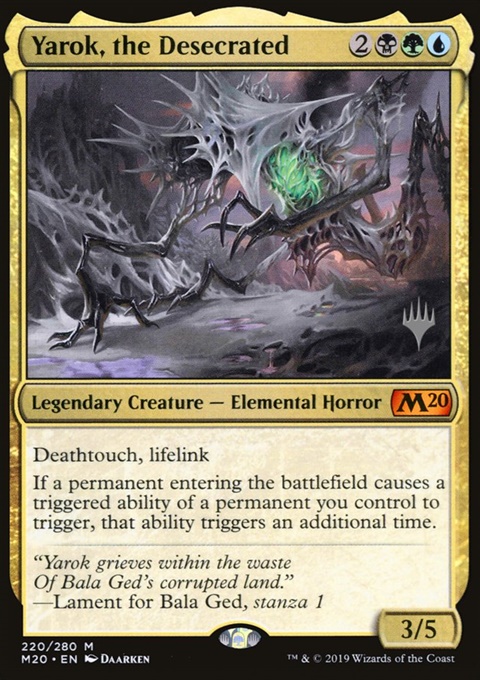 Yarok, the Desecrated 2
Legendary Creature — Elemental Horror M20
Deathtouch, lifelink
If a permanent entering the battlefield causes a
triggered ability of a permanent you control to
trigger, that ability triggers an additional time.
“Yarok grieves within the waste
Of Bala Ged’s corrupted land.”
—Lament for Bala Ged, stanza 1
3/5
220/280 M
M20 • EN DAARKEN
™ & © 2019 Wizards of the Coast